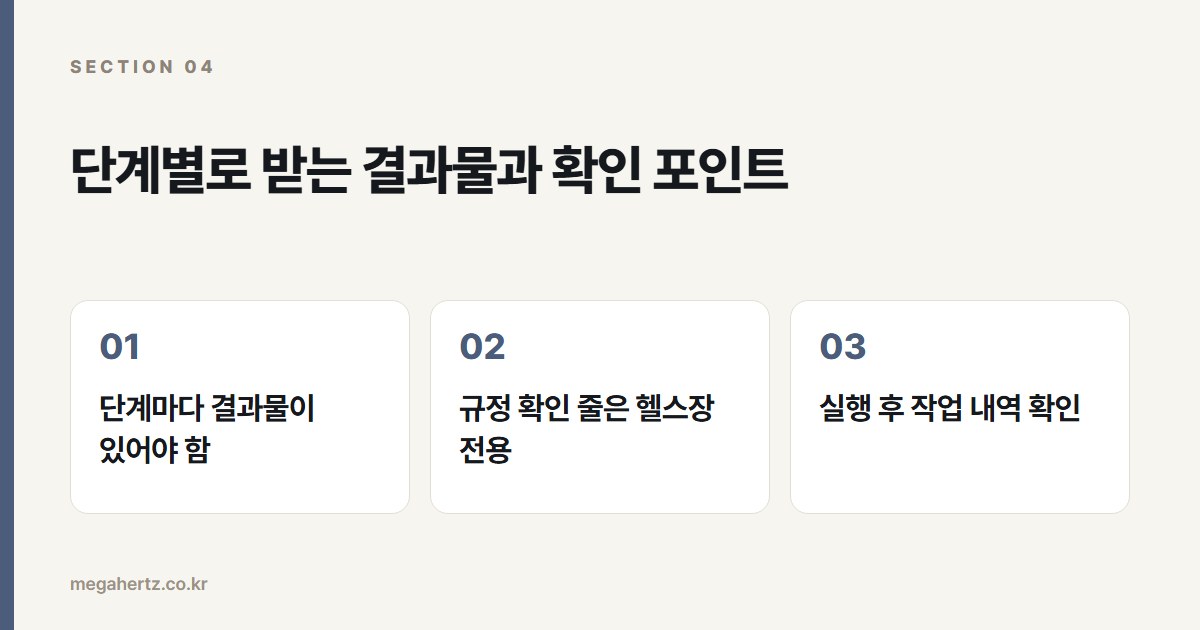 SECTION 04
단계별로 받는 결과물과 확인 포인트
01
단계마다 결과물이
있어야 함
02
규정 확인 줄은 헬스장
전용
03
실행 후 작업 내역 확인
megahertz.co.kr